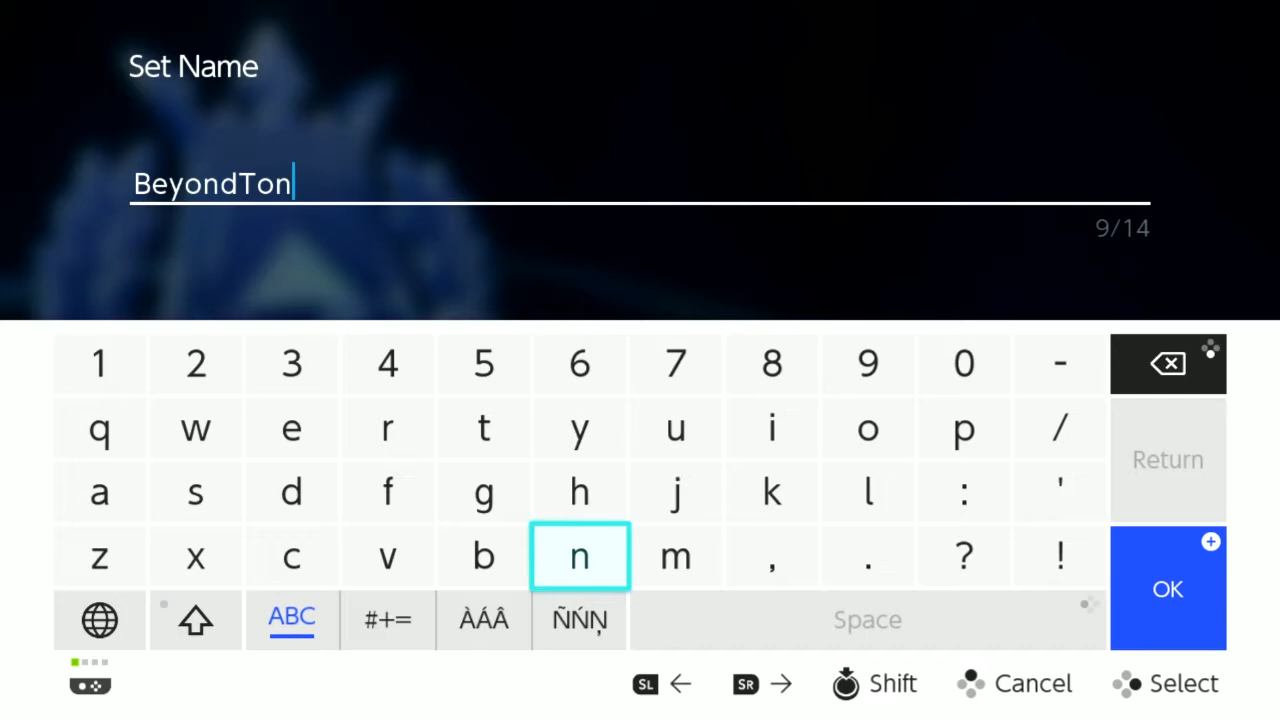 Set Name
BeyondTon
9/14
1 2 3 4 5 6 7 8 9 0 -
q w e r t y u i o p /
Return
a s d f g h j k l : '
z x c v b n m , . ? !
OK
ABC #+= ÀÁÂ ÑŃŅ Space
SL ← SR → Shift Cancel Select